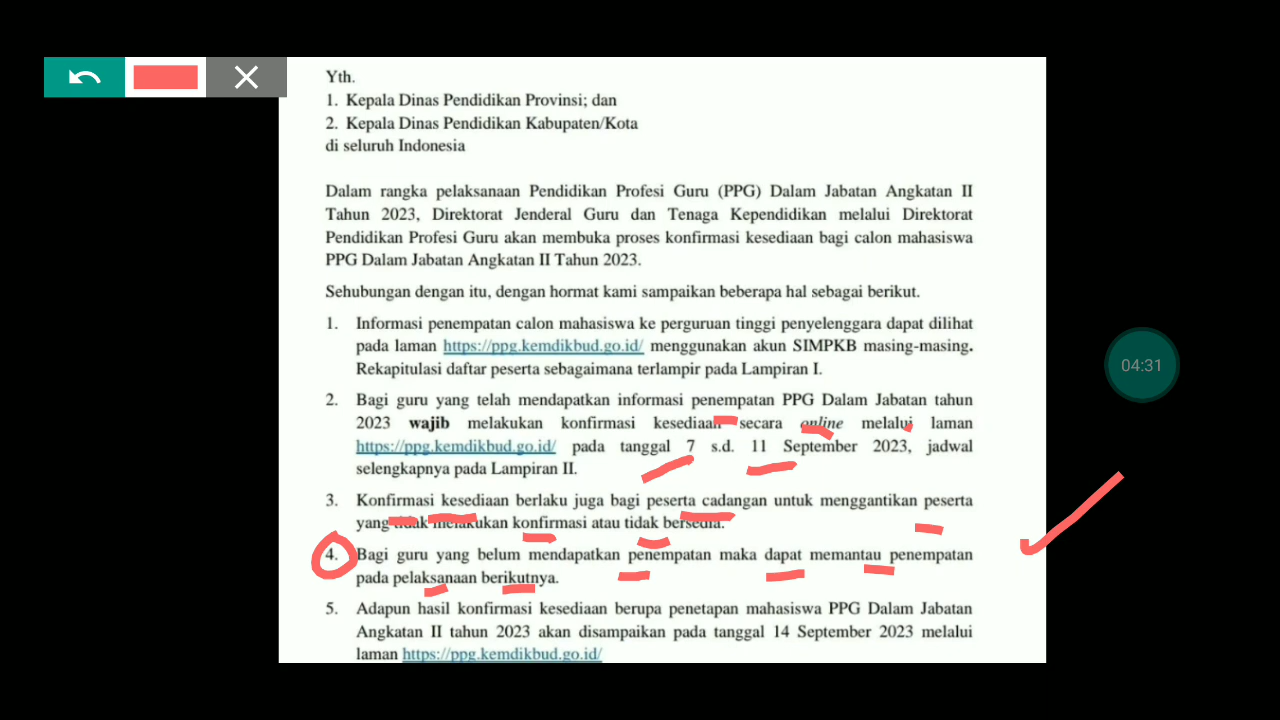 Yth.
1. Kepala Dinas Pendidikan Provinsi; dan
2. Kepala Dinas Pendidikan Kabupaten/Kota
di seluruh Indonesia
Dalam rangka pelaksanaan Pendidikan Profesi Guru (PPG) Dalam Jabatan Angkatan II
Tahun 2023, Direktorat Jenderal Guru dan Tenaga Kependidikan melalui Direktorat
Pendidikan Profesi Guru akan membuka proses konfirmasi kesediaan bagi calon mahasiswa
PPG Dalam Jabatan Angkatan II Tahun 2023.
Sehubungan dengan itu, dengan hormat kami sampaikan beberapa hal sebagai berikut.
1. Informasi penempatan calon mahasiswa ke perguruan tinggi penyelenggara dapat dilihat
pada laman https://ppg.kemdikbud.go.id/ menggunakan akun SIMPKB masing-masing.
Rekapitulasi daftar peserta sebagaimana terlampir pada Lampiran I.
2. Bagi guru yang telah mendapatkan informasi penempatan PPG Dalam Jabatan tahun
2023 wajib melakukan konfirmasi kesediaan secara online melalui laman
https://ppg.kemdikbud.go.id/ pada tanggal 7 s.d. 11 September 2023, jadwal
selengkapnya pada Lampiran II.
3. Konfirmasi kesediaan berlaku juga bagi peserta cadangan untuk menggantikan peserta
yang tidak melakukan konfirmasi atau tidak bersedia.
4. Bagi guru yang belum mendapatkan penempatan maka dapat memantau penempatan
pada pelaksanaan berikutnya.
5. Adapun hasil konfirmasi kesediaan berupa penetapan mahasiswa PPG Dalam Jabatan
Angkatan II tahun 2023 akan disampaikan pada tanggal 14 September 2023 melalui
laman https://ppg.kemdikbud.go.id/
04:31